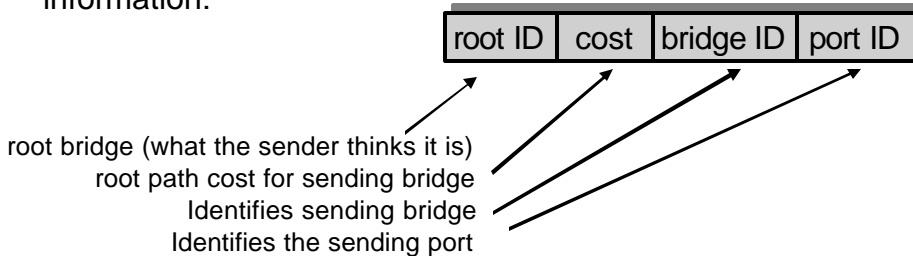 information:
root ID cost bridge ID port ID
root bridge (what the sender thinks it is)
root path cost for sending bridge
Identifies sending bridge
Identifies the sending port